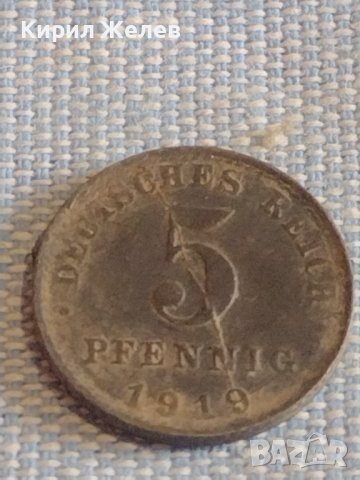 Кирил Желев
DEUTSCHES REICH
5
PFENNIG
1919
BAZAR